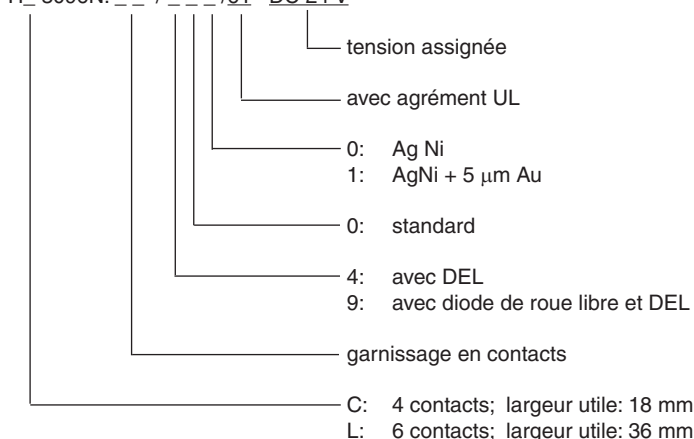 tension assignée
avec agrément UL
0: Ag Ni
1: AgNi + 5 µm Au
0: standard
4: avec DEL
9: avec diode de roue libre et DEL
garnissage en contacts
C: 4 contacts; largeur utile: 18 mm
L: 6 contacts; largeur utile: 36 mm